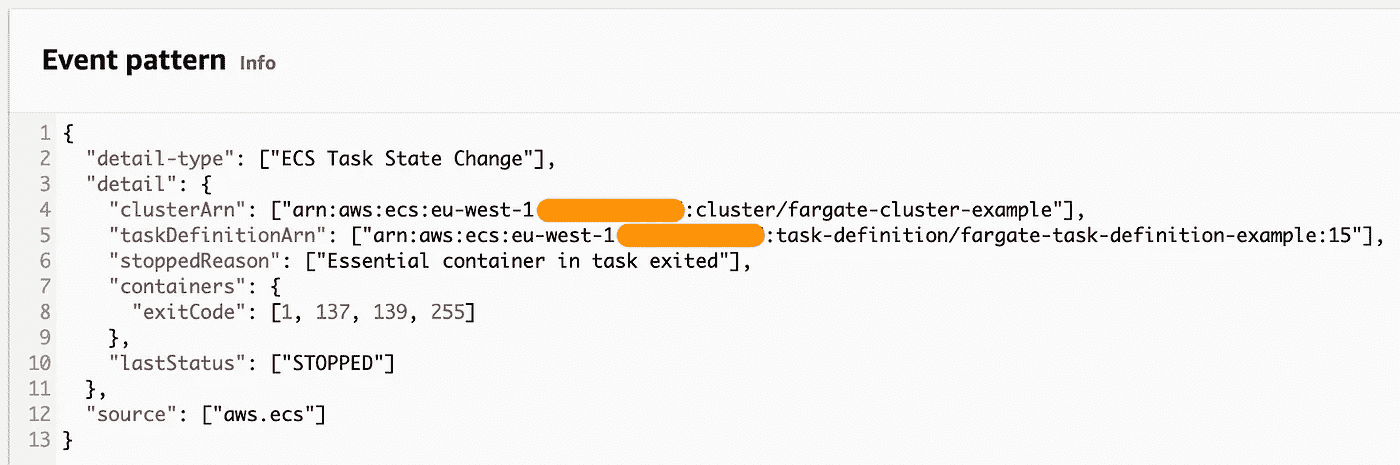 Event pattern Info
1 {
2 "detail-type": ["ECS Task State Change"],
3 "detail": {
4 "clusterArn": ["arn:aws:ecs:eu-west-1 :cluster/fargate-cluster-example"],
5 "taskDefinitionArn": ["arn:aws:ecs:eu-west-1 :task-definition/fargate-task-definition-example:15"],
6 "stoppedReason": ["Essential container in task exited"],
7 "containers": {
8 "exitCode": [1, 137, 139, 255]
9 },
10 "lastStatus": ["STOPPED"]
11 },
12 "source": ["aws.ecs"]
13 }